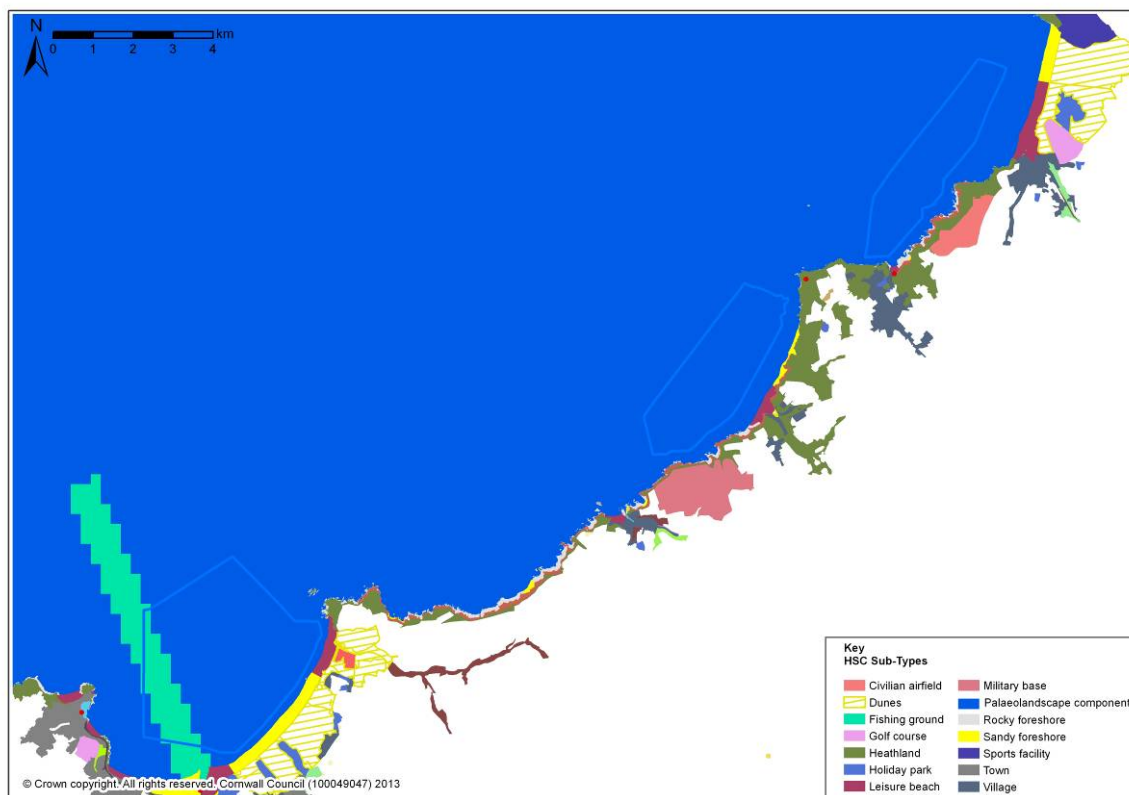 N
km
0 1 2 3 4
Key
HSC Sub-Types
Civilian airfield
Dunes
Fishing ground
Golf course
Heathland
Holiday park
Leisure beach
Military base
Palaeolandscape component
Rocky foreshore
Sandy foreshore
Sports facility
Town
Village
© Crown copyright. All rights reserved. Cornwall Council (100049047) 2013